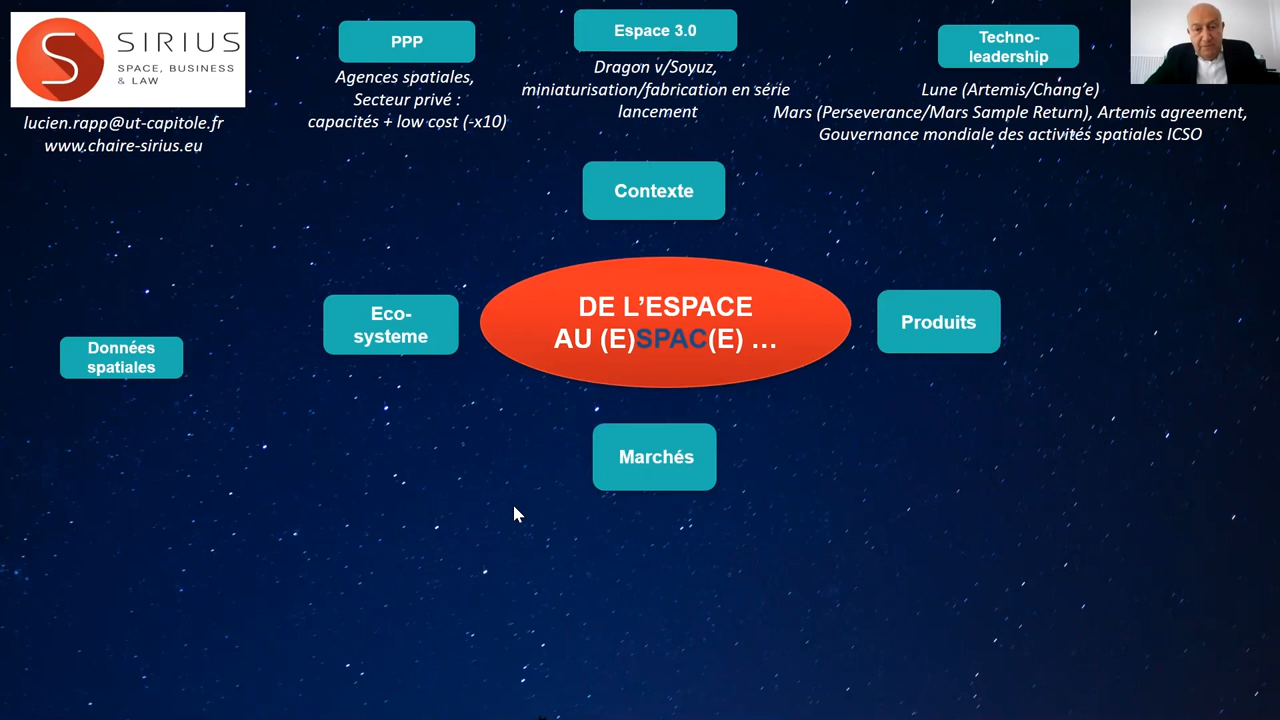 SIRIUS
SPACE, BUSINESS
& LAW
lucien.rapp@ut-capitole.fr
www.chaire-sirius.eu
PPP
Agences spatiales,
Secteur privé :
capacités + low cost (-x10)
Espace 3.0
Dragon v/Soyuz,
miniaturisation/fabrication en série
lancement
Techno-
leadership
Lune (Artemis/Chang’e)
Mars (Perseverance/Mars Sample Return), Artemis agreement,
Gouvernance mondiale des activités spatiales ICSO
Contexte
Eco-
systeme
DE L’ESPACE
AU (E)SPAC(E) ...
Produits
Données
spatiales
Marchés